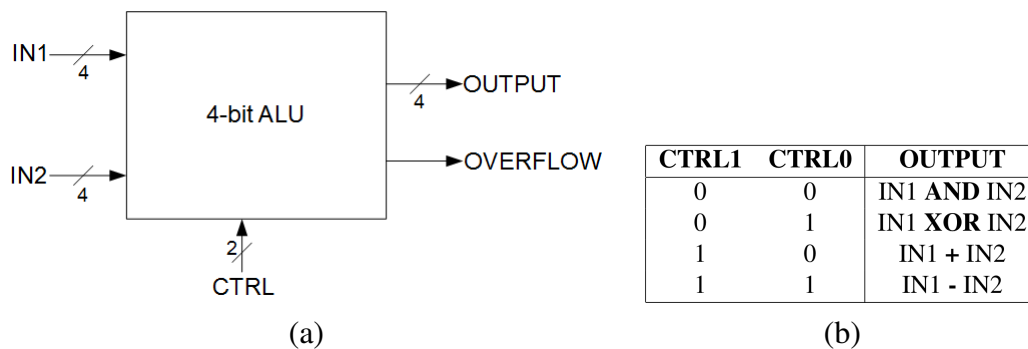 IN1
4
4-bit ALU
4
OUTPUT
OVERFLOW
IN2
4
2
CTRL
(a)
CTRL1 CTRL0 OUTPUT
0 0 IN1 AND IN2
0 1 IN1 XOR IN2
1 0 IN1 + IN2
1 1 IN1 - IN2
(b)